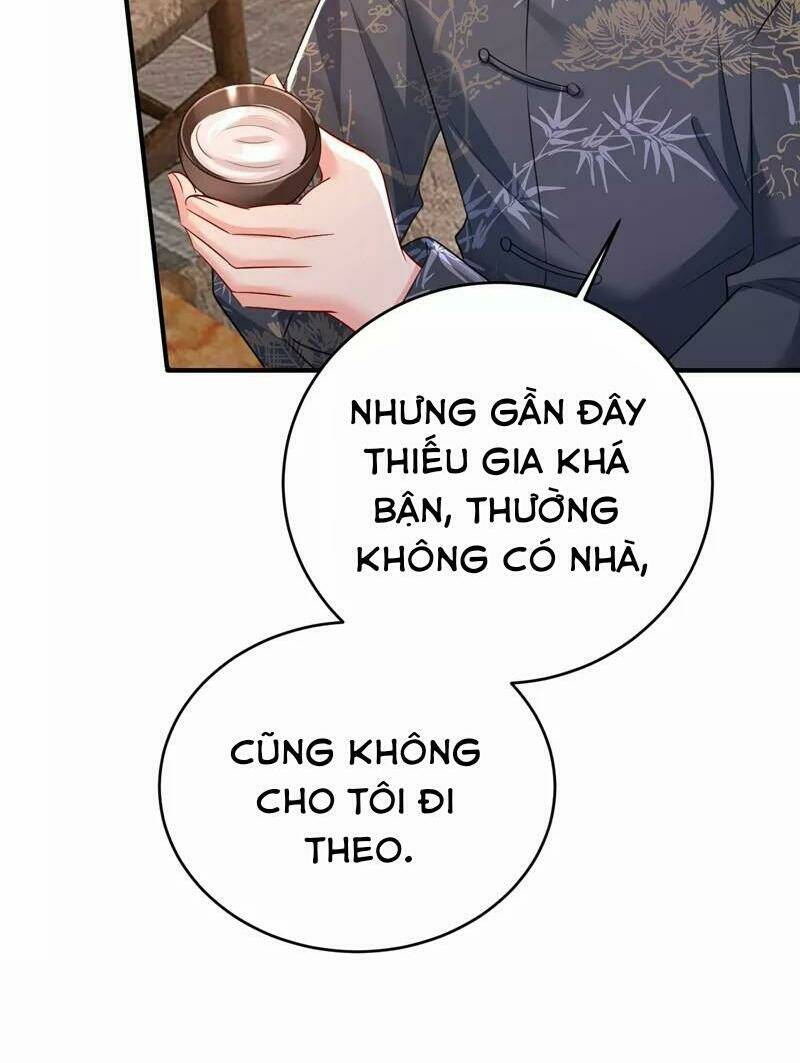 NHƯNG GẦN ĐÂY
THIẾU GIA KHÁ
BẬN, THƯỜNG
KHÔNG CÓ NHÀ,
CŨNG KHÔNG
CHO TÔI ĐI
THEO.